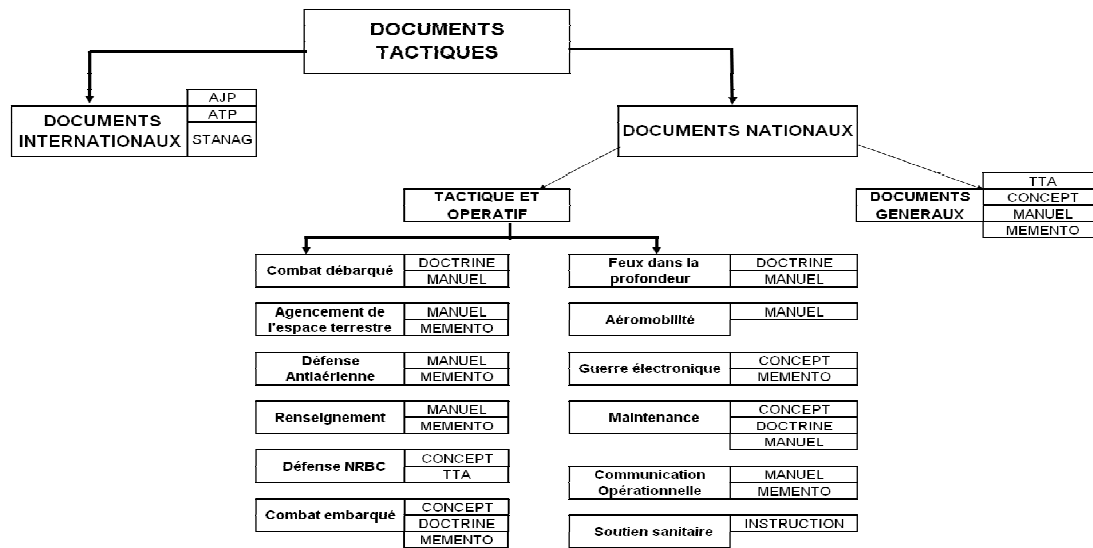 DOCUMENTS
TACTIQUES
DOCUMENTS
INTERNATIONAUX
AJP
ATP
STANAG
DOCUMENTS NATIONAUX
TACTIQUE ET
OPERATIF
DOCUMENTS
GENERAUX
TTA
CONCEPT
MANUEL
MEMENTO
Combat débarqué
DOCTRINE
MANUEL
Agencement de
l'espace terrestre
MANUEL
MEMENTO
Défense
Antiaérienne
MANUEL
MEMENTO
Renseignement
MANUEL
MEMENTO
Défense NRBC
CONCEPT
TTA
Combat embarqué
CONCEPT
DOCTRINE
MEMENTO
Feux dans la
profondeur
DOCTRINE
MANUEL
Aéromobilité
MANUEL
Guerre électronique
CONCEPT
MEMENTO
Maintenance
CONCEPT
DOCTRINE
MANUEL
Communication
Opérationnelle
MANUEL
MEMENTO
Soutien sanitaire
INSTRUCTION